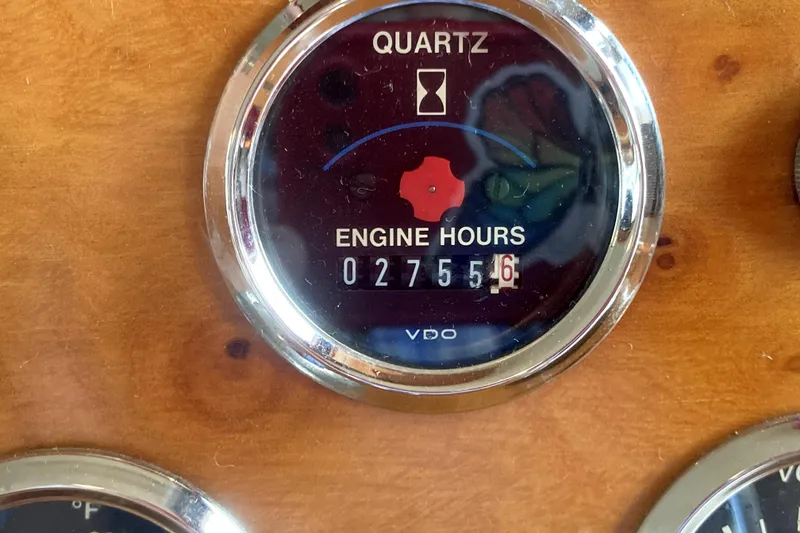 QUARTZ
ENGINE HOURS
027556
VDO
°F